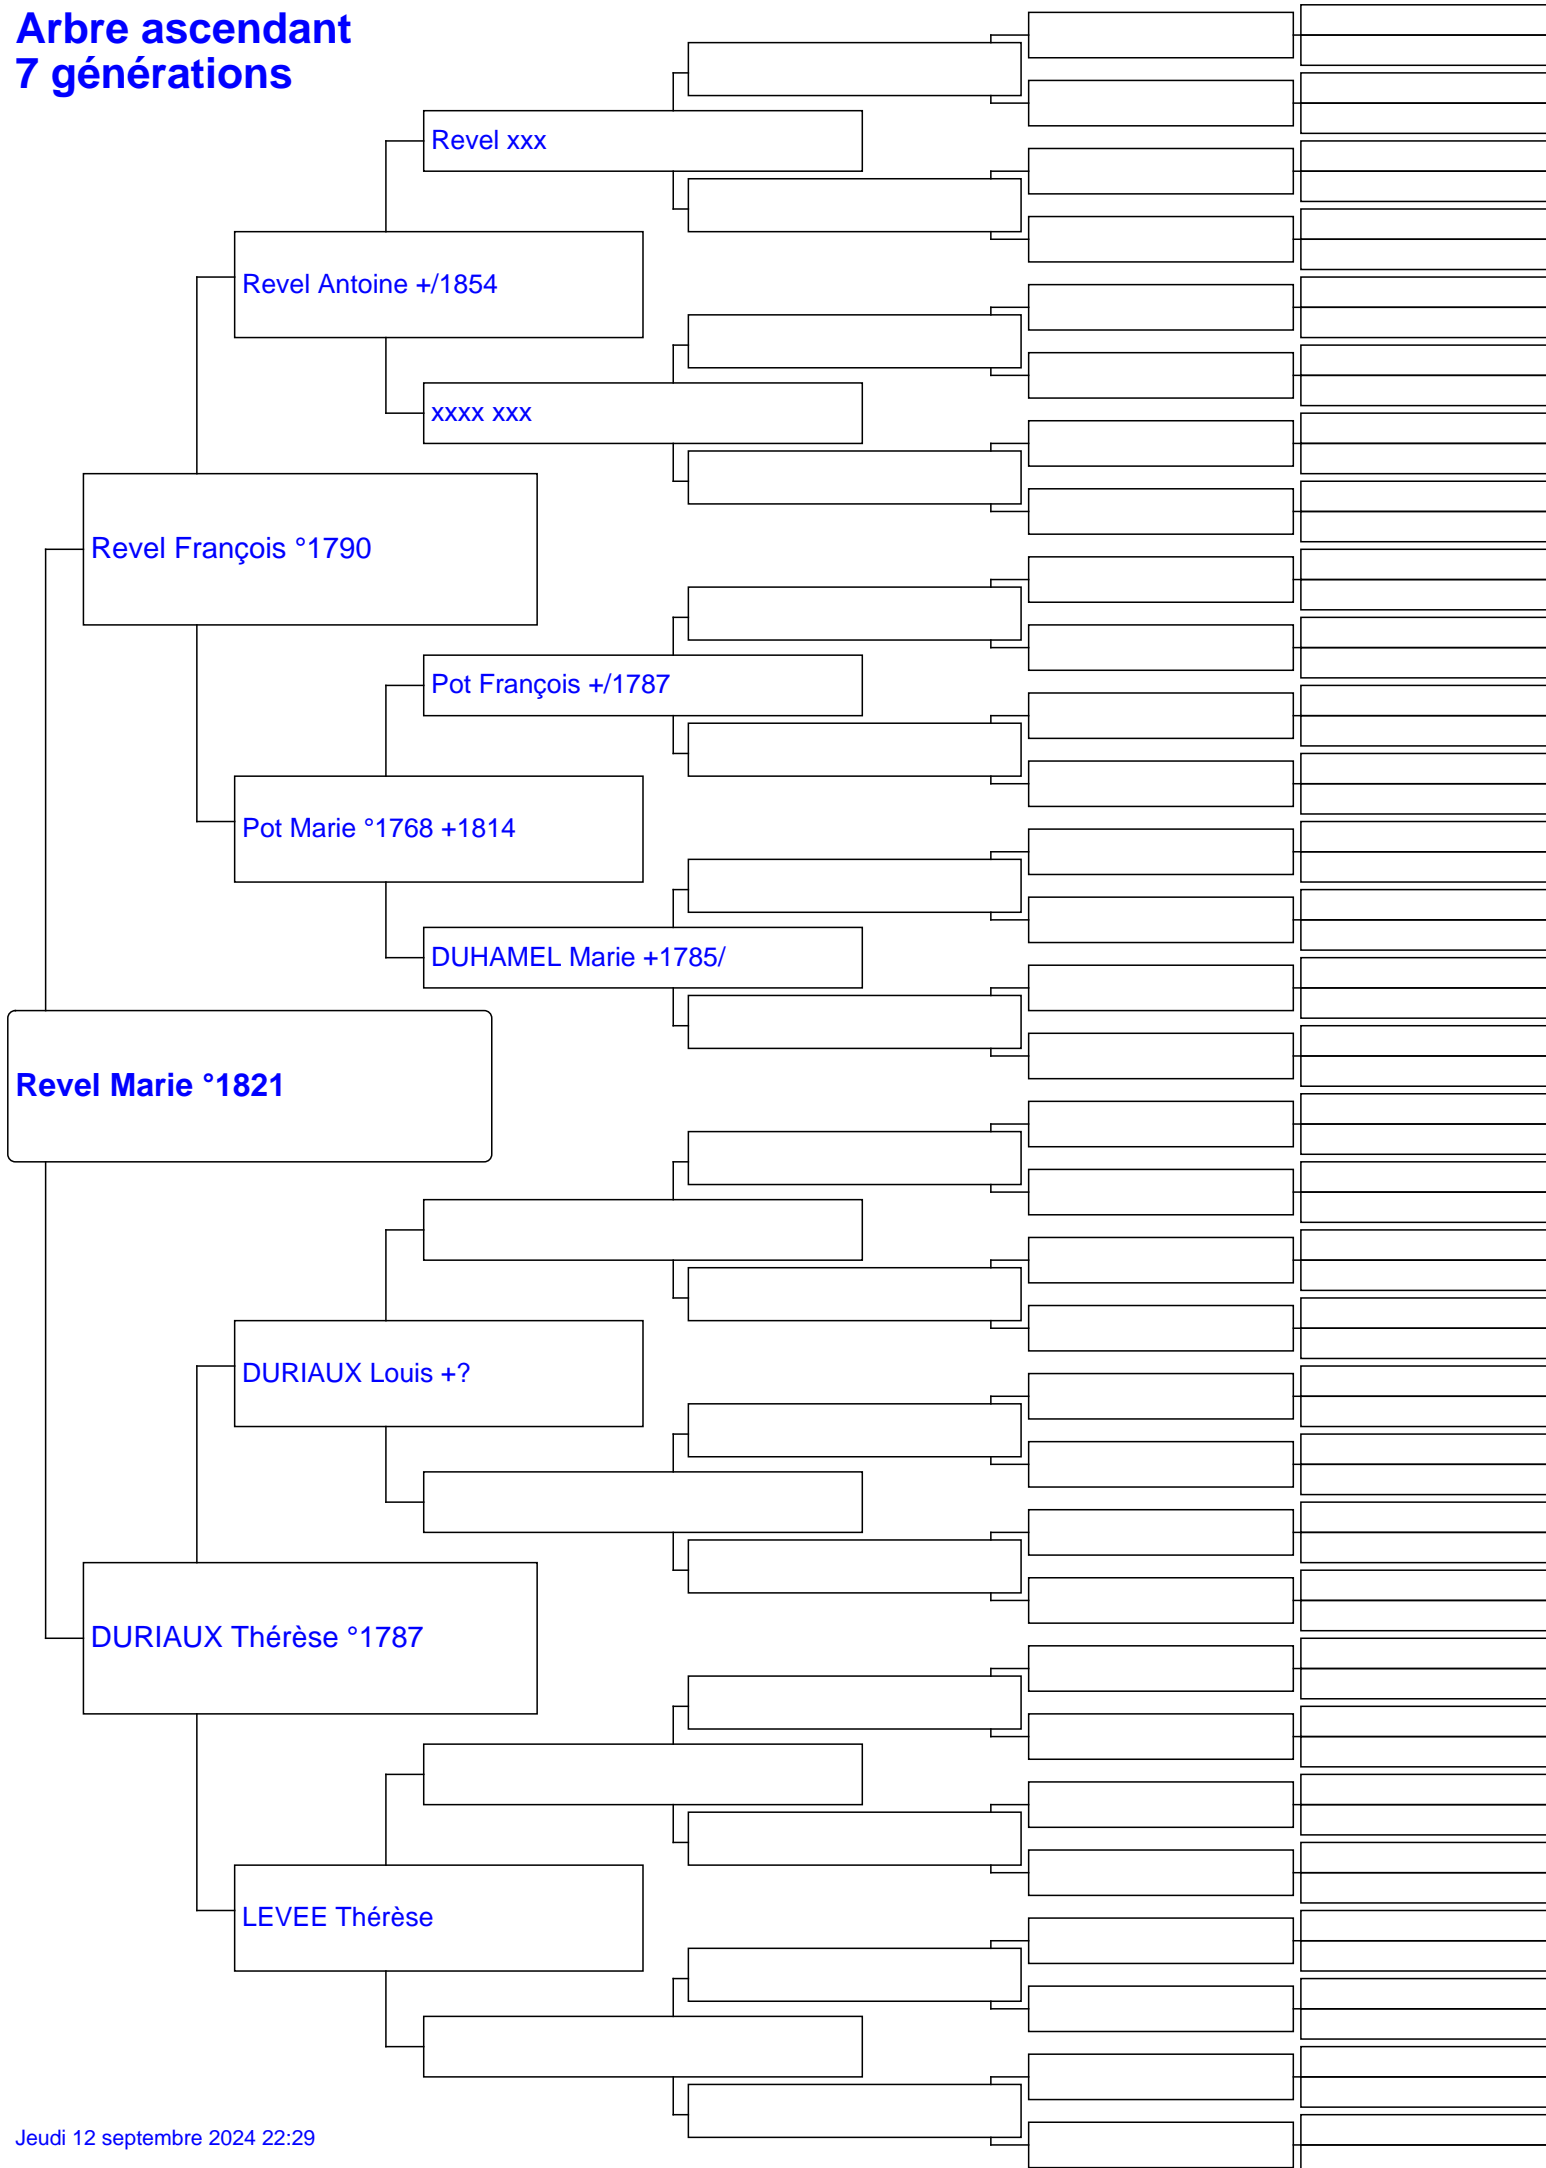 Arbre ascendant
7 générations
Revel xxx
Revel Antoine +/1854
xxxx xxx
Revel François °1790
Pot François +/1787
Pot Marie °1768 +1814
DUHAMEL Marie +1785/
Revel Marie °1821
DURIAUX Louis +?
DURIAUX Thérèse °1787
LEVEE Thérèse
Jeudi 12 septembre 2024 22:29